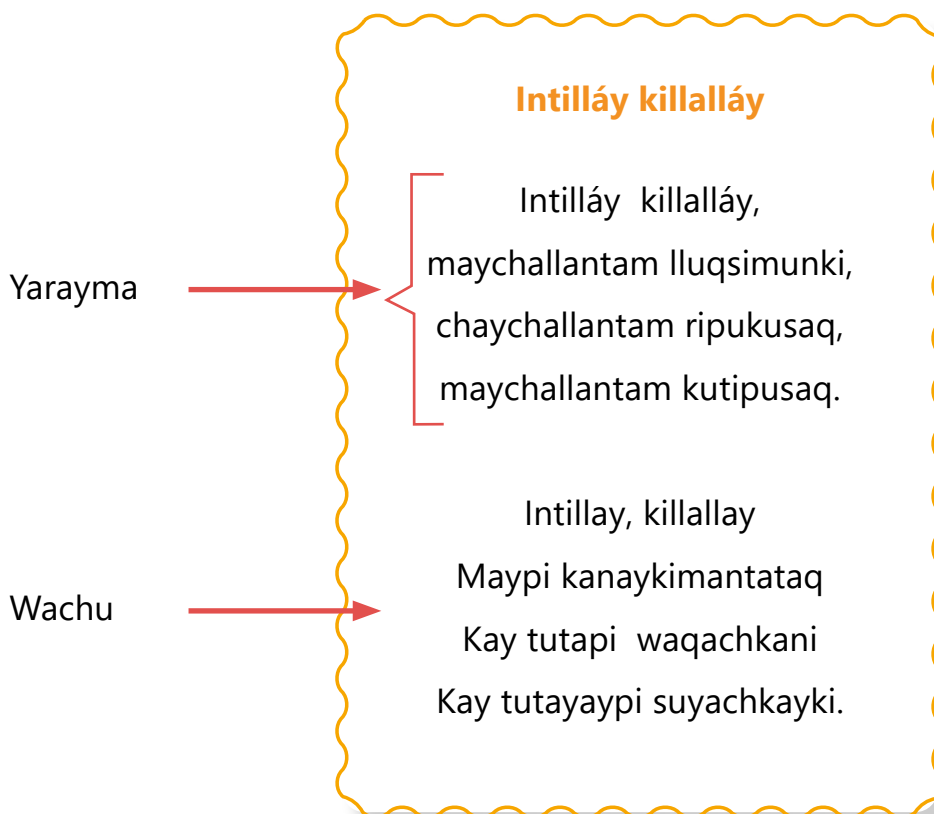 Intilláy killalláy
Intilláy killalláy,
maychallantam lluqsimunki,
Yarayma
chaychallantam ripukusaq,
maychallantam kutipusaq.
Intillay, killallay
Maypi kanaykimantataq
Wachu
Kay tutapi waqachkani
Kay tutayaypi suyachkayki.